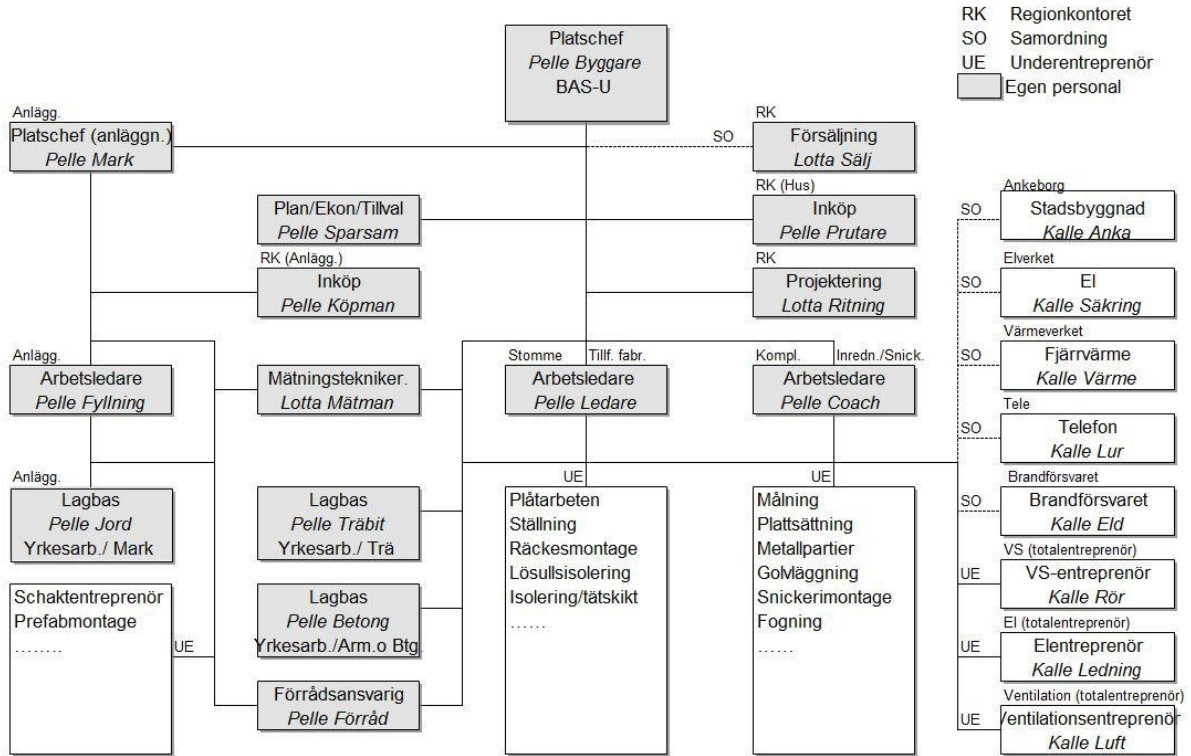 Platschef
Pelle Byggare
BAS-U
RK Regionkontoret
SO Samordning
UE Underentreprenör
Egen personal
Anlägg.
Platschef (anläggn.)
Pelle Mark
SO
RK
Försäljning
Lotta Sälj
Plan/Ekon/Tillval
Pelle Sparsam
RK (Hus)
Inköp
Pelle Prutare
RK (Anlägg.)
Inköp
Pelle Köpman
RK
Projektering
Lotta Ritning
Anlägg.
Arbetsledare
Pelle Fyllning
Mätningstekniker.
Lotta Mätman
Stomme Tillf. fabr.
Arbetsledare
Pelle Ledare
Kompl. Inredn./Snick.
Arbetsledare
Pelle Coach
Anlägg.
Lagbas
Pelle Jord
Yrkesarb./ Mark
Lagbas
Pelle Träbit
Yrkesarb./ Trä
Schaktentreprenör
Prefabmontage
........
UE
Lagbas
Pelle Betong
Yrkesarb./Arm.o Btg.
Förrådsansvarig
Pelle Förråd
UE
Plåtarbeten
Ställning
Räckesmontage
Lösullsisolering
Isolering/tätskikt
......
UE
Målning
Plattsättning
Metallpartier
Golvläggning
Snickerimontage
Fogning
......
Ankeborg
SO
Stadsbyggnad
Kalle Anka
Elverket
SO
El
Kalle Säkring
Värmeverket
SO
Fjärrvärme
Kalle Värme
Tele
SO
Telefon
Kalle Lur
Brandförsvaret
SO
Brandförsvaret
Kalle Eld
VS (totalentreprenör)
UE
VS-entreprenör
Kalle Rör
El (totalentreprenör)
UE
Elentreprenör
Kalle Ledning
Ventilation (totalentreprenör)
UE
Ventilationsentreprenör
Kalle Luft